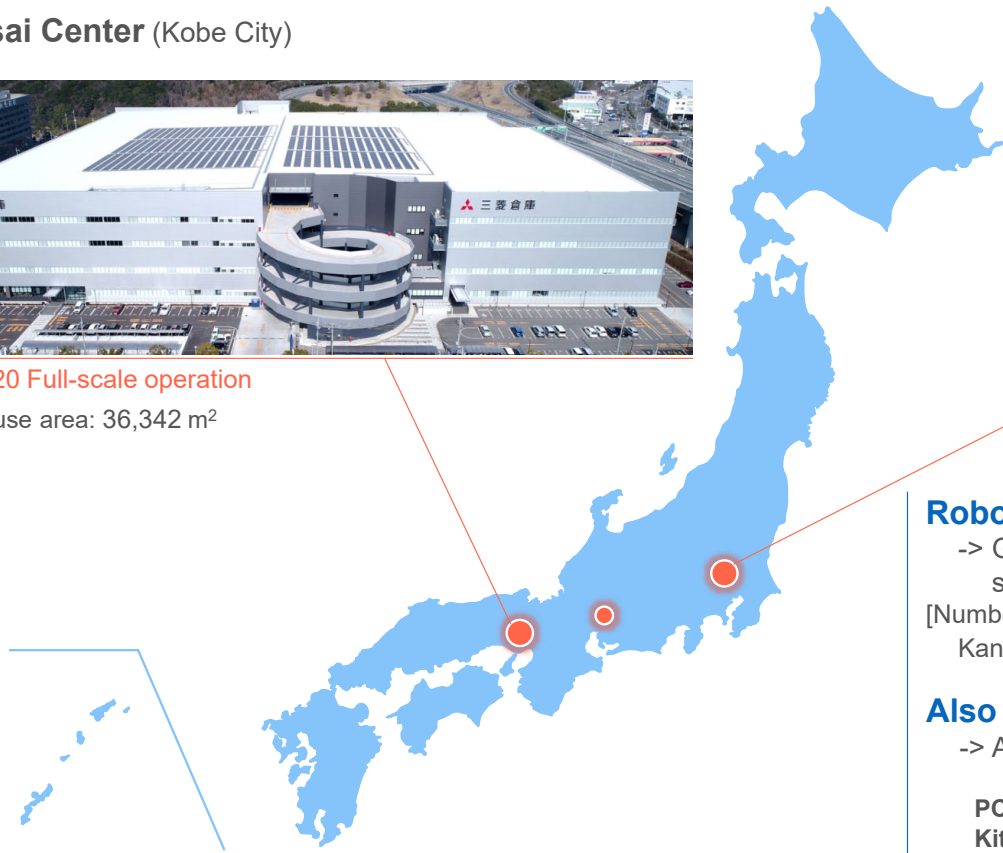 sai Center (Kobe City)
三菱倉庫
20 Full-scale operation
use area: 36,342 m²
Robo
-> 
s
[Numbe
Kan
Also
-> A
PC
Kit